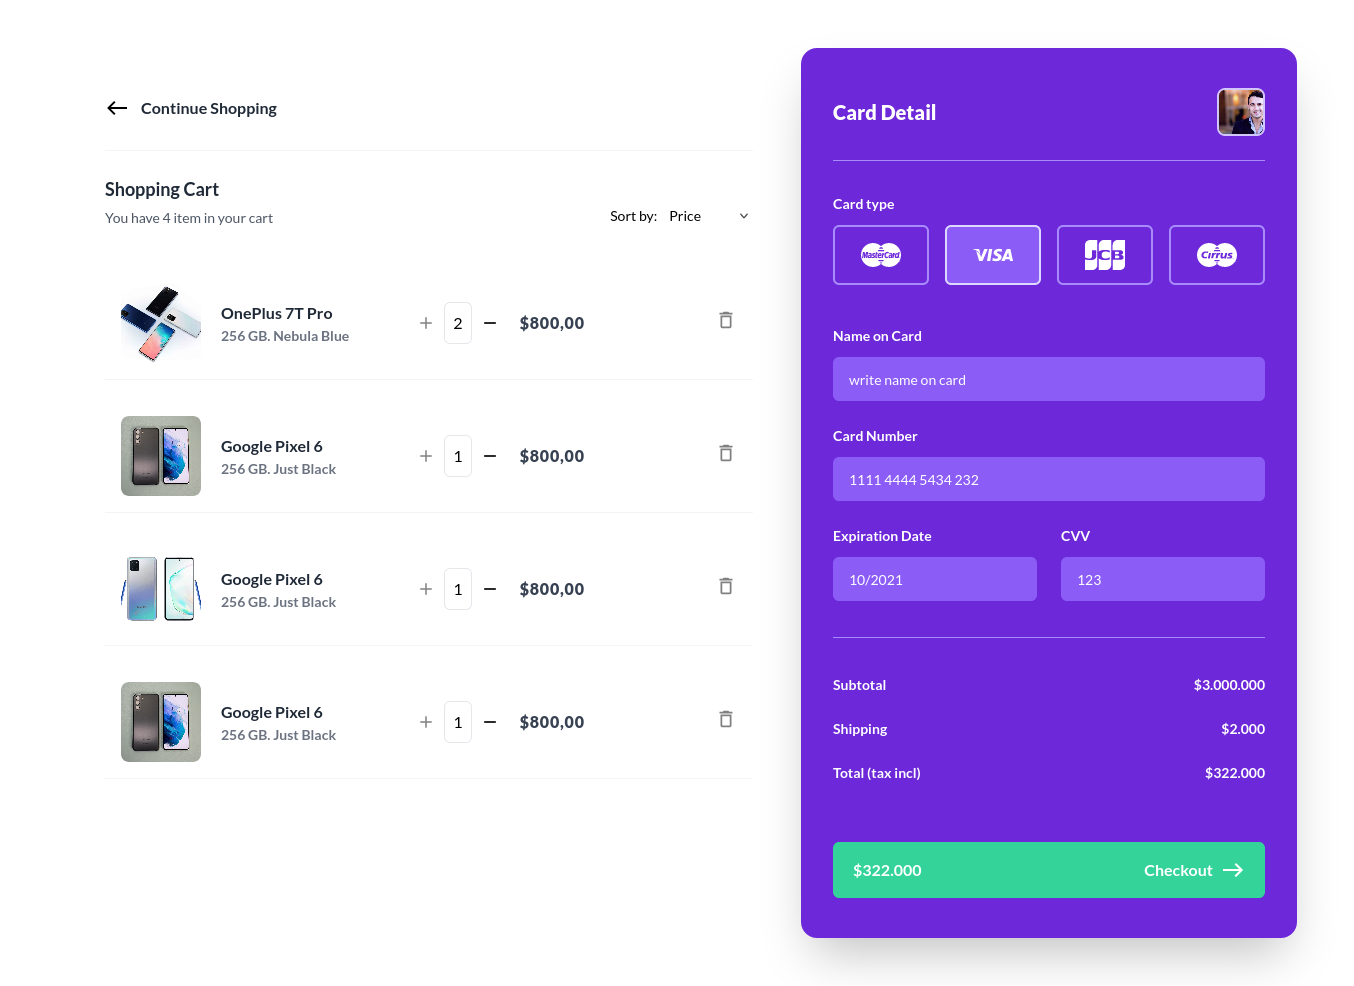 Continue Shopping
Shopping Cart
You have 4 item in your cart
Sort by: Price
OnePlus 7T Pro
256 GB. Nebula Blue
2
$800,00
Google Pixel 6
256 GB. Just Black
1
$800,00
Google Pixel 6
256 GB. Just Black
1
$800,00
Google Pixel 6
256 GB. Just Black
1
$800,00
Card Detail
Card type
MasterCard
VISA
JCB
Cirrus
Name on Card
write name on card
Card Number
1111 4444 5434 232
Expiration Date
CVV
10/2021
123
Subtotal
$3.000.000
Shipping
$2.000
Total (tax incl)
$322.000
$322.000
Checkout